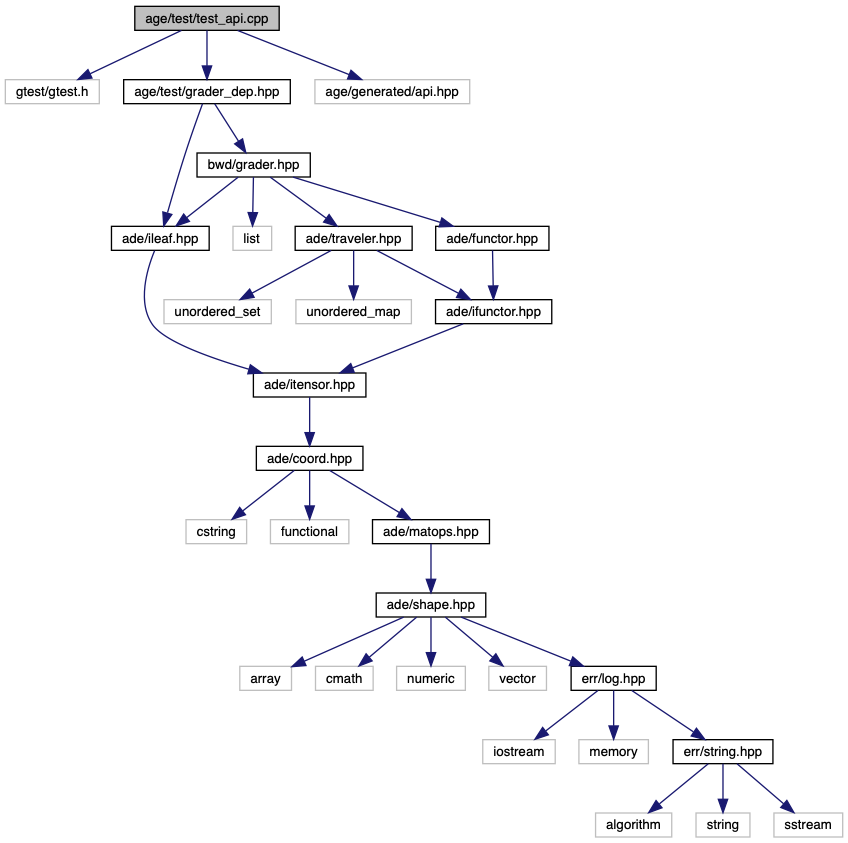 age/test/test_api.cpp
gtest/gtest.h
age/test/grader_dep.hpp
age/generated/api.hpp
bwd/grader.hpp
ade/ileaf.hpp
list
ade/traveler.hpp
ade/functor.hpp
unordered_set
unordered_map
ade/ifunctor.hpp
ade/itensor.hpp
ade/coord.hpp
cstring
functional
ade/matops.hpp
ade/shape.hpp
array
cmath
numeric
vector
err/log.hpp
iostream
memory
err/string.hpp
algorithm
string
sstream